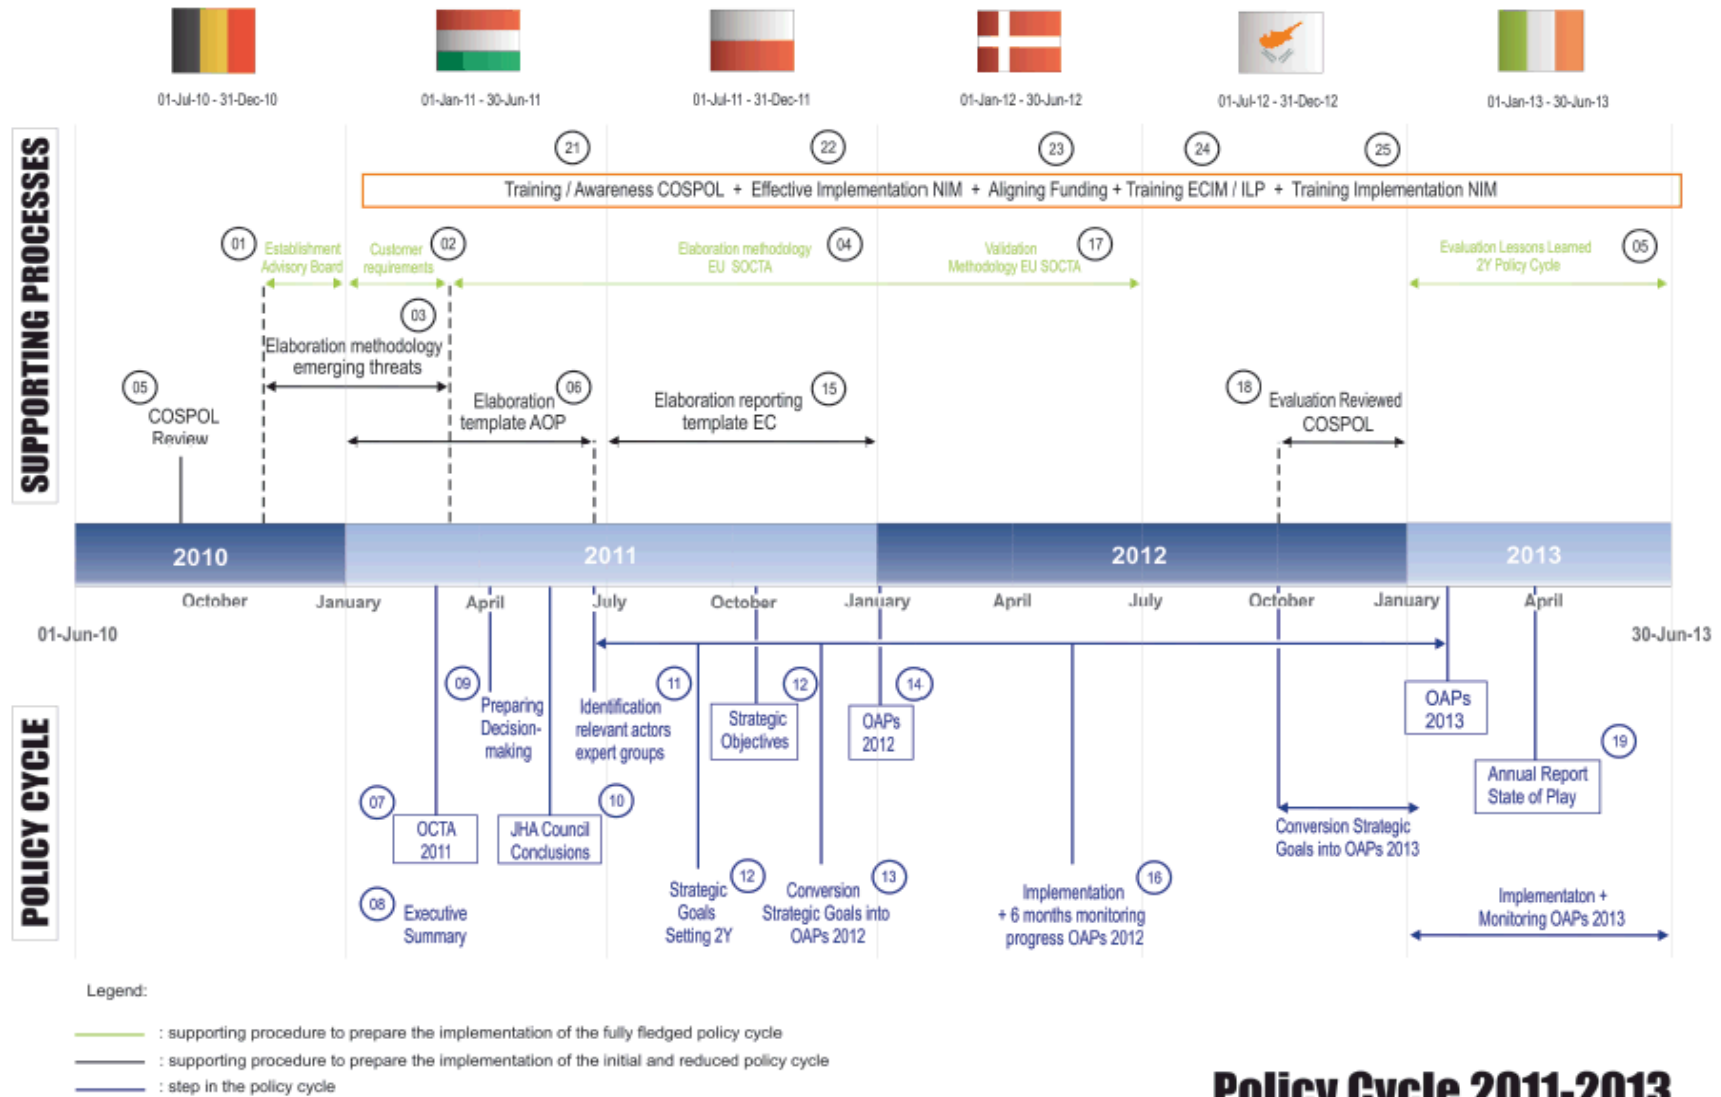 01-Jul-10 - 31-Dec-10
01-Jan-11 - 30-Jun-11
01-Jul-11 - 31-Dec-11
01-Jan-12 - 30-Jun-12
01-Jul-12 - 31-Dec-12
01-Jan-13 - 30-Jun-13
SUPPORTING PROCESSES
21
22
23
24
25
Training / Awareness COSPOL + Effective Implementation NIM + Aligning Funding + Training ECIM / ILP + Training Implementation NIM
01
Establishment
Advisory Board
Customer
requirements
02
Elaboration methodology
EU SOCTA
04
Validation
Methodology EU SOCTA
17
Evaluation Lessons Learned
2Y Policy Cycle
05
03
Elaboration methodology
emerging threats
05
COSPOL
Review
Elaboration
template AOP
06
Elaboration reporting
template EC
15
18
Evaluation Reviewed
COSPOL
2010
2011
2012
2013
October
January
April
July
October
January
April
July
October
January
April
01-Jun-10
30-Jun-13
POLICY CYCLE
09
Preparing
Decision-
making
Identification
relevant actors
expert groups
11
Strategic
Objectives
12
OAPs
2012
14
OAPs
2013
19
Annual Report
State of Play
07
OCTA
2011
JHA Council
Conclusions
10
Conversion Strategic
Goals into OAPs 2013
08
Executive
Summary
Strategic
Goals
Setting 2Y
12
Conversion
Strategic Goals into
OAPs 2012
13
Implementation
+ 6 months monitoring
progress OAPs 2012
16
Implementaton +
Monitoring OAPs 2013
Legend:
: supporting procedure to prepare the implementation of the fully fledged policy cycle
: supporting procedure to prepare the implementation of the initial and reduced policy cycle
: step in the policy cycle
Policy Cycle 2011-2013